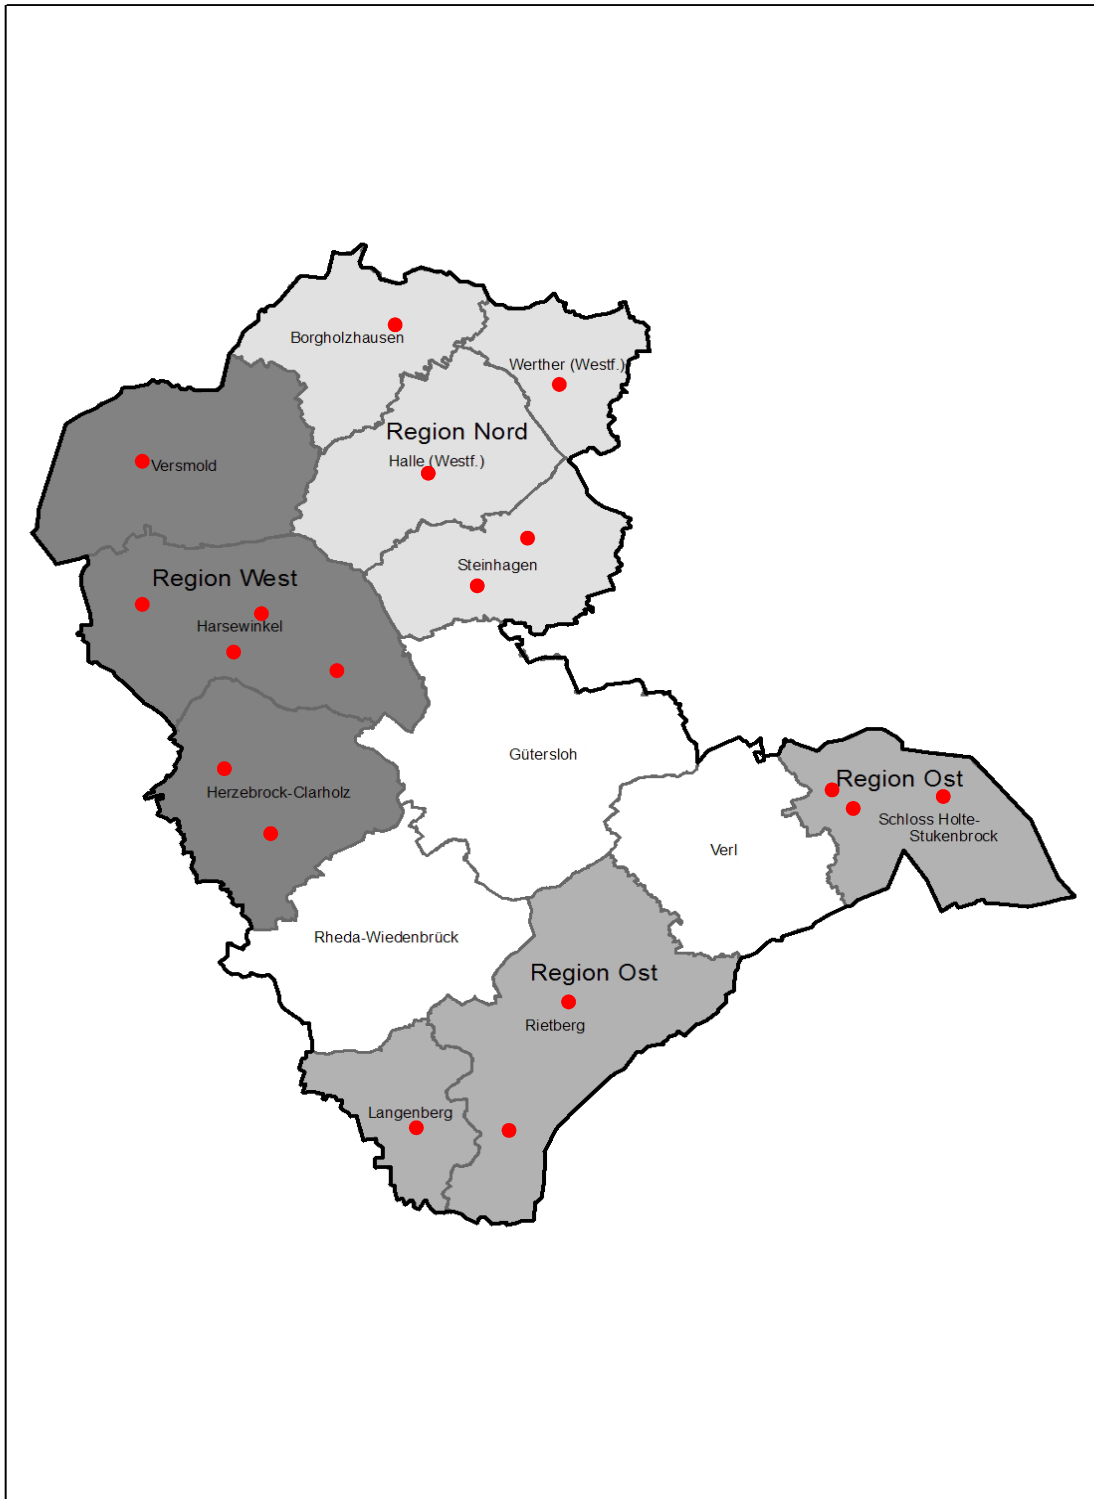 Borgholzhausen
Werther (Westf.)
Region Nord
Halle (Westf.)
Versmold
Steinhagen
Region West
Harsewinkel
Gütersloh
Herzebrock-Clarholz
Region Ost
Schloss Holte-
Stukenbrock
Verl
Rheda-Wiedenbrück
Region Ost
Rietberg
Langenberg